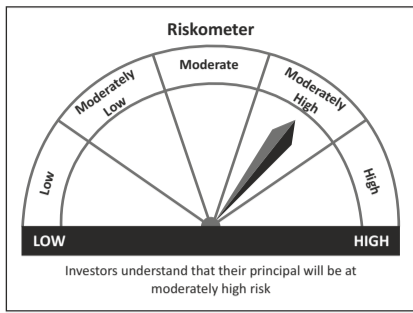 Riskometer
Moderate
Moderately
Low
Moderately
High
Low
High
LOW
HIGH
Investors understand that their principal will be at
moderately high risk